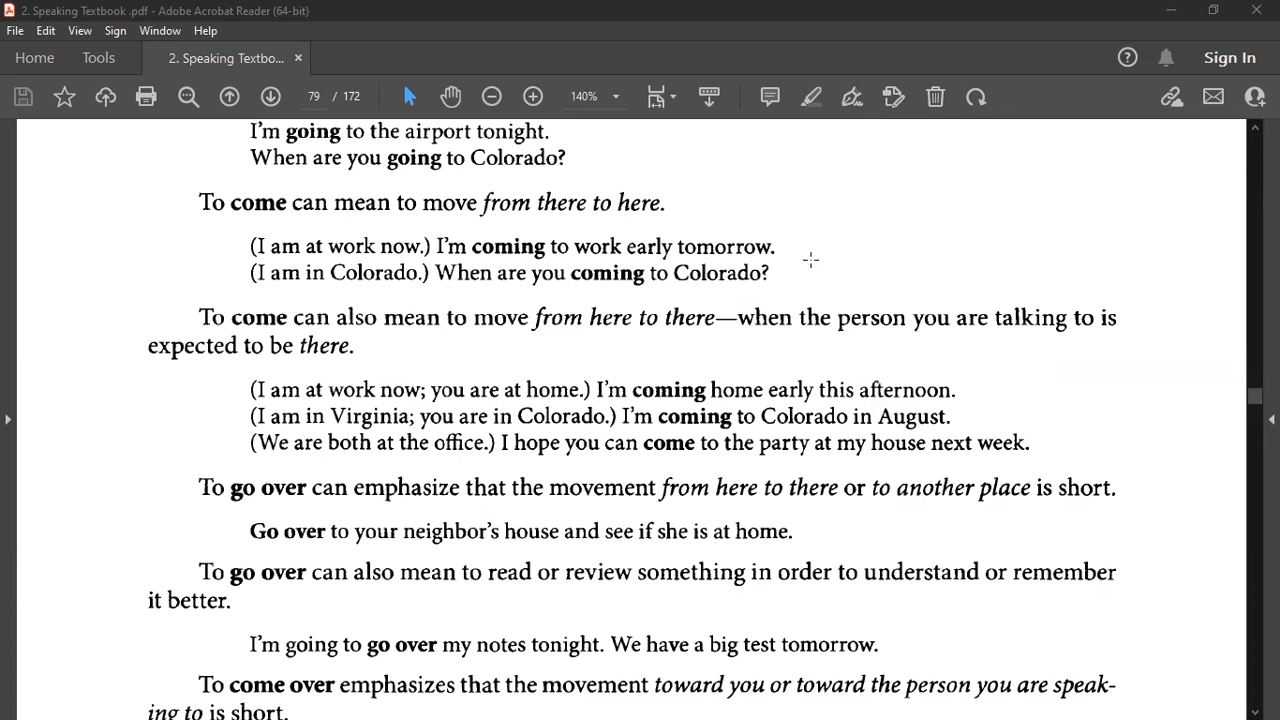 2. Speaking Textbook .pdf - Adobe Acrobat Reader (64-bit)
File Edit View Sign Window Help
Home Tools 2. Speaking Textbo... × Sign In
79 / 172 140%
I'm going to the airport tonight.
When are you going to Colorado?
To come can mean to move from there to here.
(I am at work now.) I'm coming to work early tomorrow.
(I am in Colorado.) When are you coming to Colorado?
To come can also mean to move from here to there—when the person you are talking to is
expected to be there.
(I am at work now; you are at home.) I'm coming home early this afternoon.
(I am in Virginia; you are in Colorado.) I'm coming to Colorado in August.
(We are both at the office.) I hope you can come to the party at my house next week.
To go over can emphasize that the movement from here to there or to another place is short.
Go over to your neighbor's house and see if she is at home.
To go over can also mean to read or review something in order to understand or remember
it better.
I'm going to go over my notes tonight. We have a big test tomorrow.
To come over emphasizes that the movement toward you or toward the person you are speak-
ing to is short.